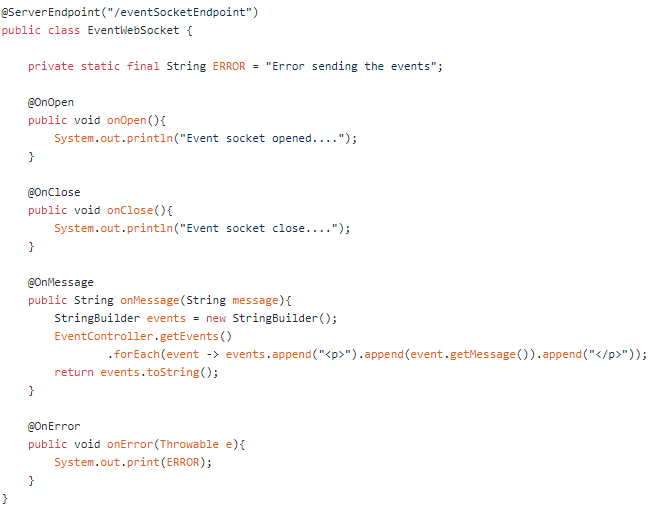 @ServerEndpoint("/eventSocketEndpoint")
public class EventWebSocket {
    private static final String ERROR = "Error sending the events";
    @OnOpen
    public void onOpen(){
        System.out.println("Event socket opened....");
    }
    @OnClose
    public void onClose(){
        System.out.println("Event socket close....");
    }
    @OnMessage
    public String onMessage(String message){
        StringBuilder events = new StringBuilder();
        EventController.getEvents()
                .forEach(event -> events.append("<p>").append(event.getMessage()).append("</p>"));
        return events.toString();
    }
    @OnError
    public void onError(Throwable e){
        System.out.print(ERROR);
    }
}